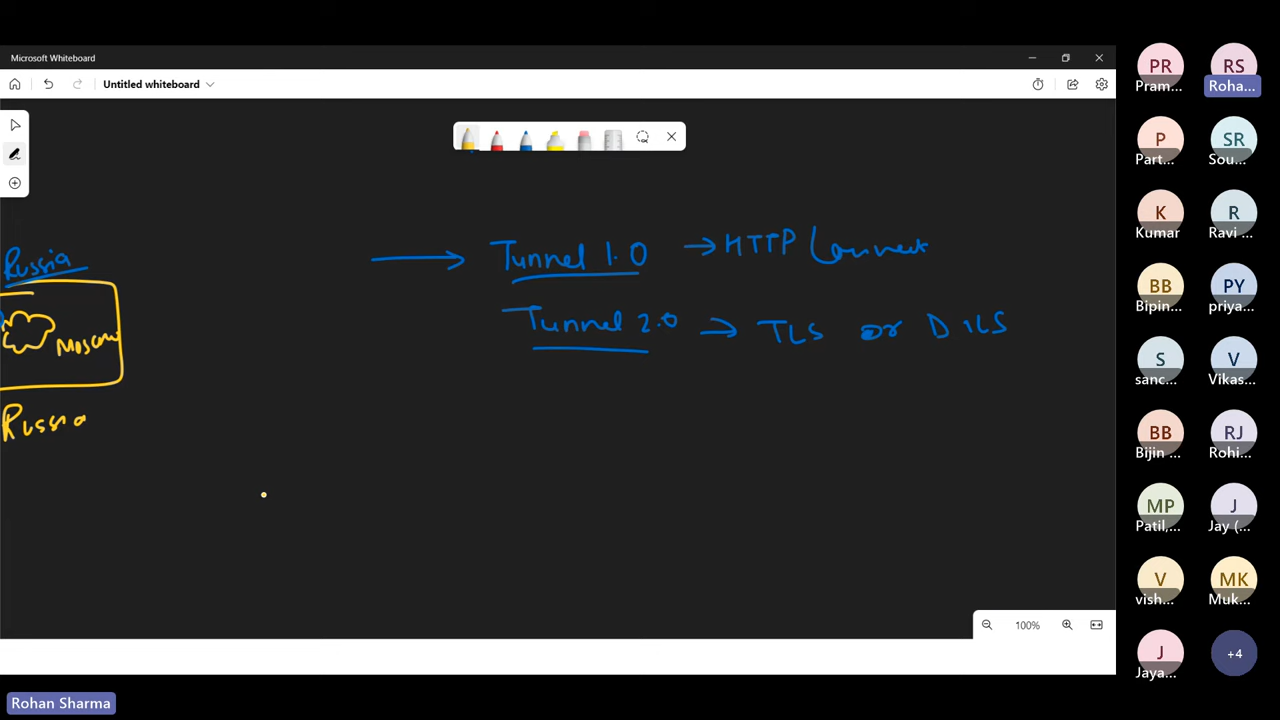 Microsoft Whiteboard
Untitled whiteboard
Russia
Moscow
Russia
Tunnel 1.0 → HTTP Connect
Tunnel 2.0 → TLS or DTLS
100%
PR
Pram...
RS
Roha...
P
Part...
SR
Sou...
K
Kumar
R
Ravi ...
BB
Bipin...
PY
priya...
S
sanc...
V
Vikas...
BB
Bijin ...
RJ
Rohi...
MP
Patil,...
J
Jay (...
V
vish...
MK
Muk...
J
Jaya...
+4
Rohan Sharma